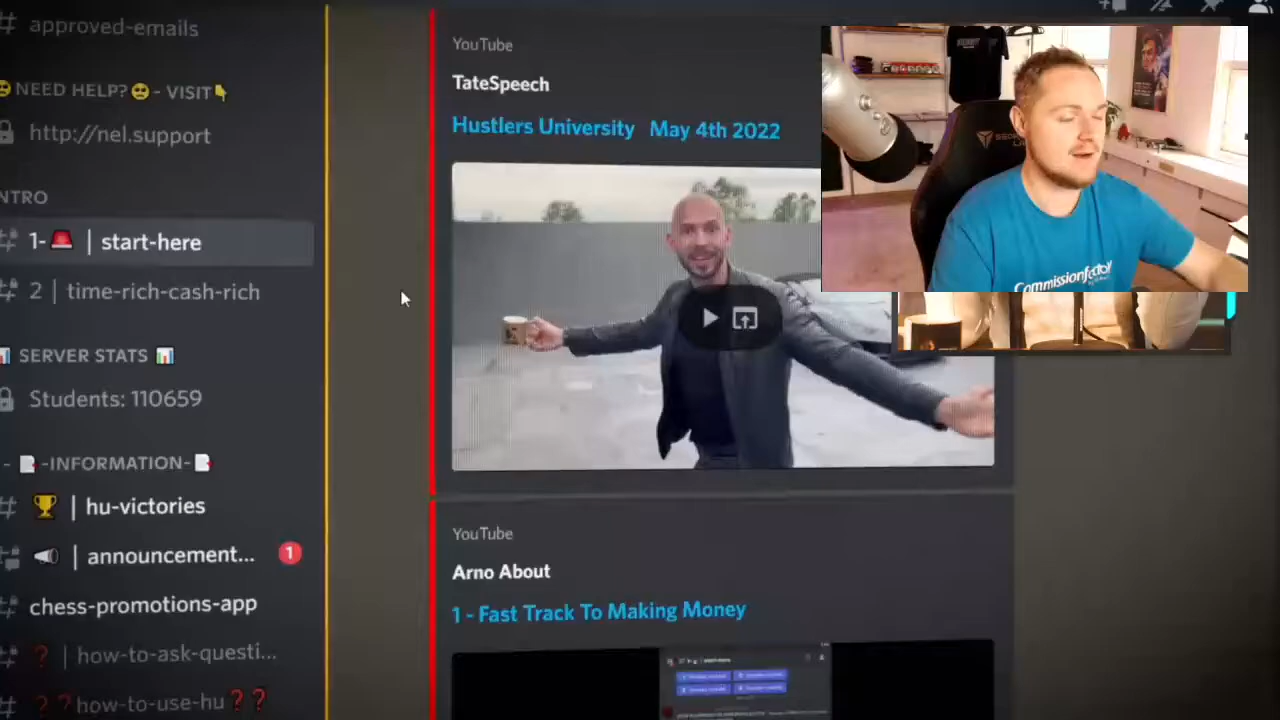 approved-emails
NEED HELP? - VISIT
http://nel.support
NTRO
1- | start-here
2 | time-rich-cash-rich
SERVER STATS
Students: 110659
- -INFORMATION-
| hu-victories
| announcement... 1
chess-promotions-app
| how-to-ask-questi...
how-to-use-hu
YouTube
TateSpeech
Hustlers University May 4th 2022
YouTube
Arno About
1 - Fast Track To Making Money
Commissionfactory